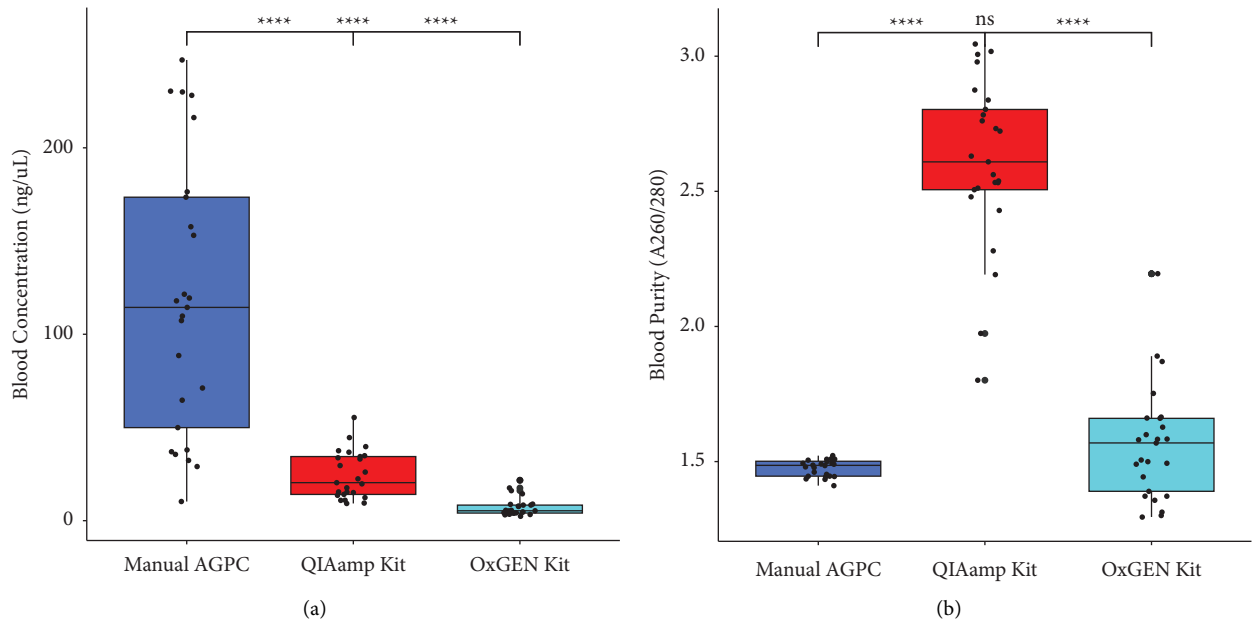 **** **** ****
Blood Concentration (ng/uL)
200
100
0
Manual AGPC QIAamp Kit OxGEN Kit
(a)
**** ns ****
Blood Purity (A260/280)
3.0
2.5
2.0
1.5
Manual AGPC QIAamp Kit OxGEN Kit
(b)